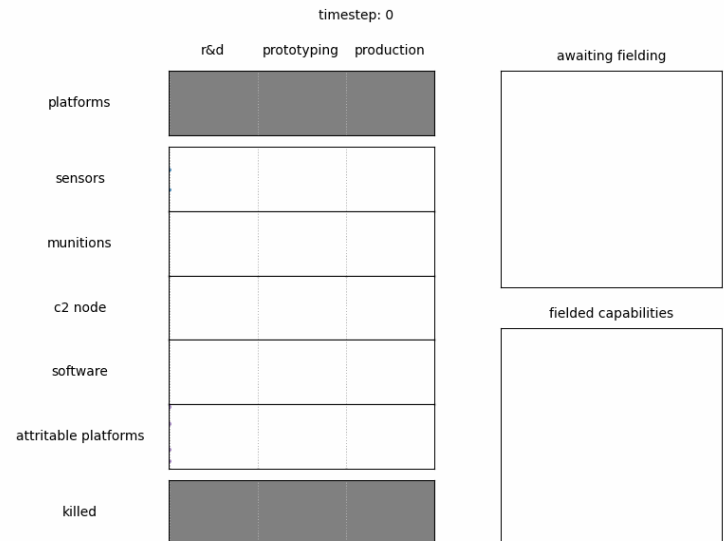 timestep: 0
r&d prototyping production
awaiting fielding
platforms
sensors
munitions
c2 node
fielded capabilities
software
attritable platforms
killed